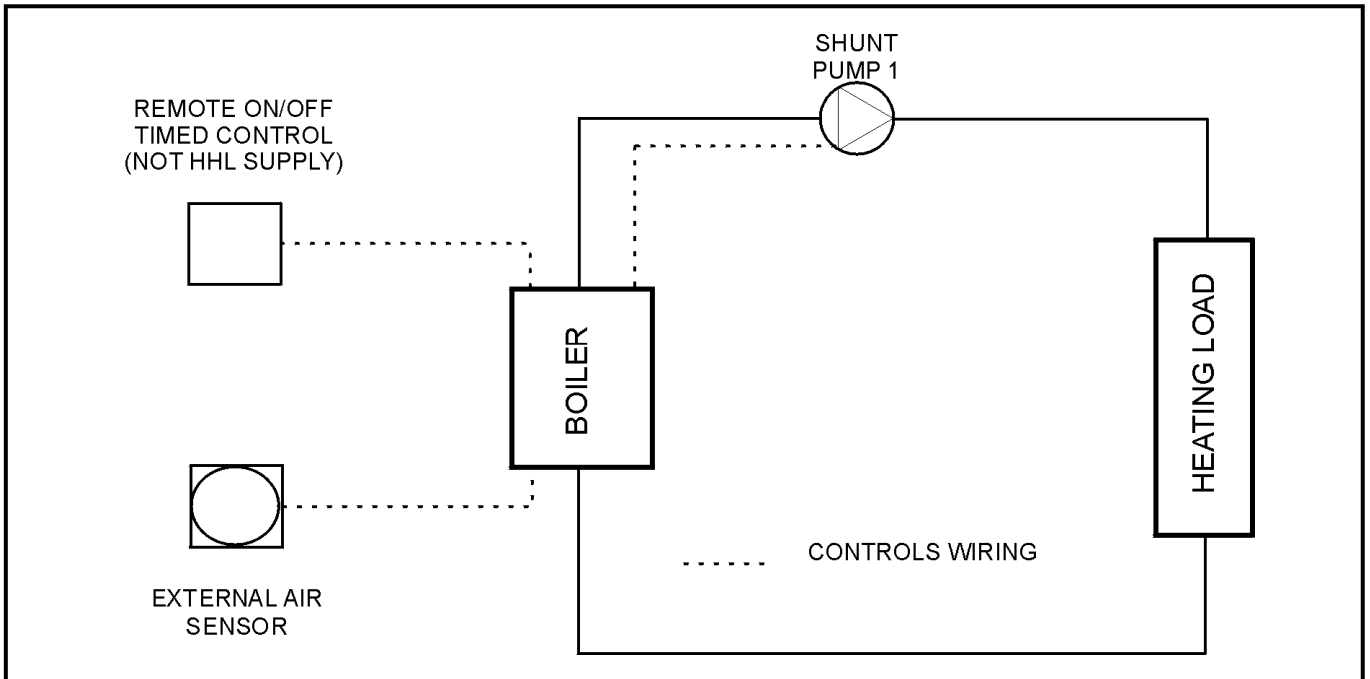 SHUNT
PUMP 1
REMOTE ON/OFF
TIMED CONTROL
(NOT HHL SUPPLY)
BOILER
HEATING LOAD
CONTROLS WIRING
EXTERNAL AIR
SENSOR